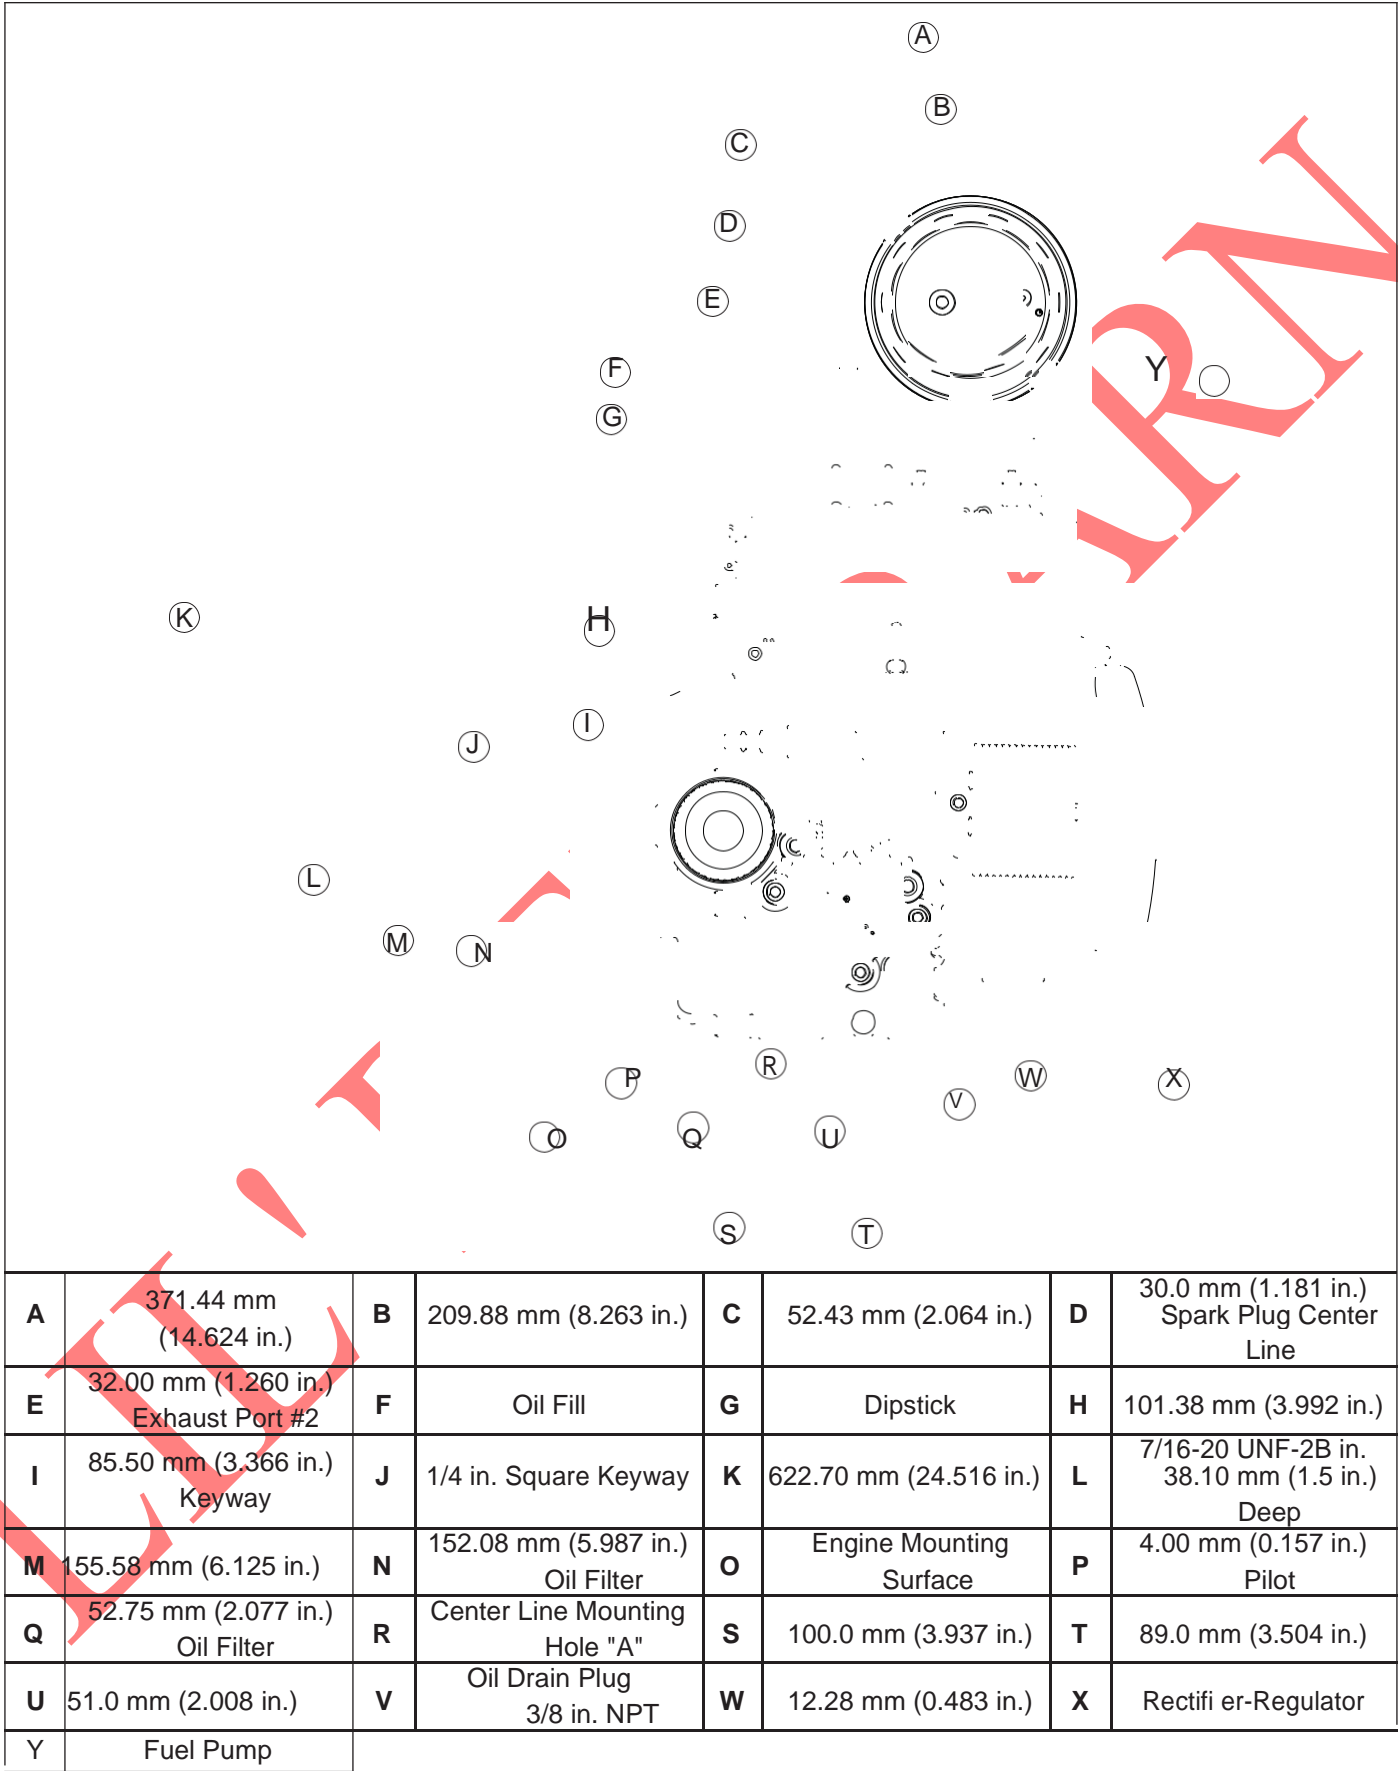 A
B
C
D
E
F
G
Y
K
H
I
J
L
M
N
R
P
W
X
V
O
Q
U
S
T
A 371.44 mm (14.624 in.) B 209.88 mm (8.263 in.) C 52.43 mm (2.064 in.) D 30.0 mm (1.181 in.) Spark Plug Center Line
E 32.00 mm (1.260 in.) Exhaust Port #2 F Oil Fill G Dipstick H 101.38 mm (3.992 in.)
I 85.50 mm (3.366 in.) Keyway J 1/4 in. Square Keyway K 622.70 mm (24.516 in.) L 7/16-20 UNF-2B in. 38.10 mm (1.5 in.) Deep
M 155.58 mm (6.125 in.) N 152.08 mm (5.987 in.) Oil Filter O Engine Mounting Surface P 4.00 mm (0.157 in.) Pilot
Q 52.75 mm (2.077 in.) Oil Filter R Center Line Mounting Hole "A" S 100.0 mm (3.937 in.) T 89.0 mm (3.504 in.)
U 51.0 mm (2.008 in.) V Oil Drain Plug 3/8 in. NPT W 12.28 mm (0.483 in.) X Rectifi er-Regulator
Y Fuel Pump